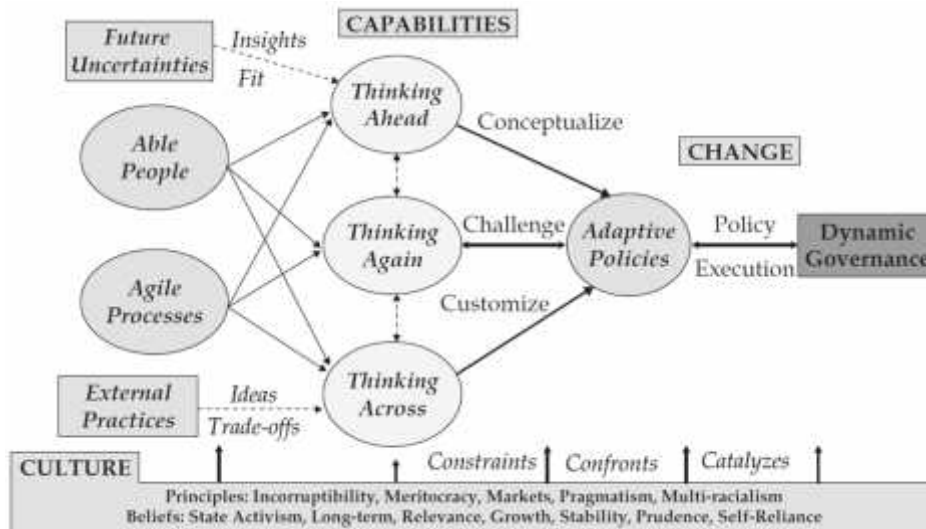 CAPABILITIES
Future
Uncertainties
Insights
Fit
Thinking
Ahead
Conceptualize
Able
People
CHANGE
Thinking
Again
Challenge
Adaptive
Policies
Policy
Execution
Dynamic
Governance
Agile
Processes
Customize
External
Practices
Ideas
Trade-offs
Thinking
Across
CULTURE
Constraints
Confronts
Catalyzes
Principles: Incorruptibility, Meritocracy, Markets, Pragmatism, Multi-racialism
Beliefs: State Activism, Long-term, Relevance, Growth, Stability, Prudence, Self-Reliance